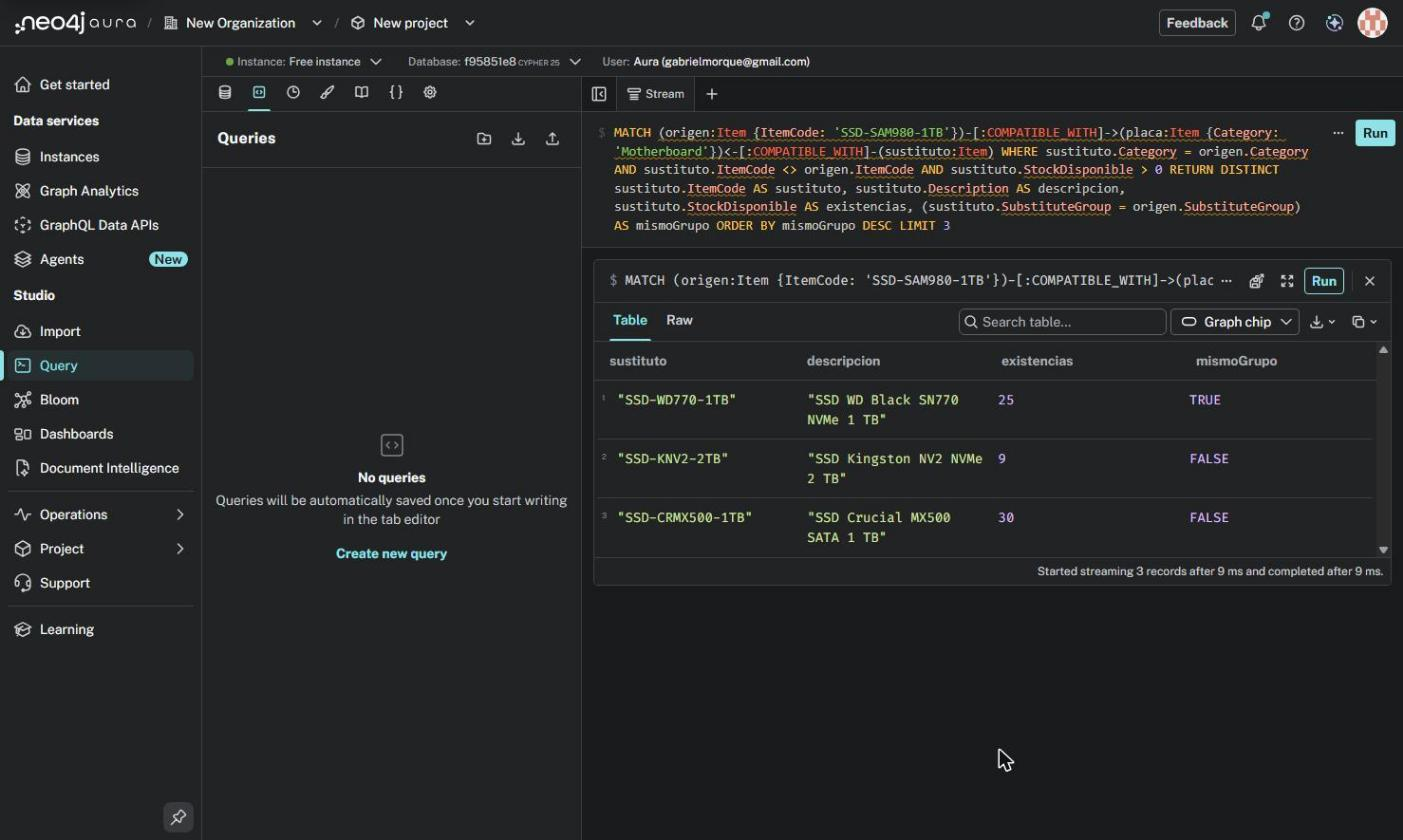 neo4j aura / New Organization / New project Feedback
Instance: Free instance Database: f95851e8 CYPHER 25 User: Aura (gabrielmorque@gmail.com)
Get started
Data services
Instances
Graph Analytics
GraphQL Data APIs
Agents New
Studio
Import
Query
Bloom
Dashboards
Document Intelligence
Operations
Project
Support
Learning
Queries
No queries
Queries will be automatically saved once you start writing
in the tab editor
Create new query
Stream
$ MATCH (origen:Item {ItemCode: 'SSD-SAM980-1TB'})-[:COMPATIBLE_WITH]->(placa:Item {Category: ··· Run
'Motherboard'})<-[:COMPATIBLE_WITH]-(sustituto:Item) WHERE sustituto.Category = origen.Category
AND sustituto.ItemCode <> origen.ItemCode AND sustituto.StockDisponible > 0 RETURN DISTINCT
sustituto.ItemCode AS sustituto, sustituto.Description AS descripcion,
sustituto.StockDisponible AS existencias, (sustituto.SubstituteGroup = origen.SubstituteGroup)
AS mismoGrupo ORDER BY mismoGrupo DESC LIMIT 3
$ MATCH (origen:Item {ItemCode: 'SSD-SAM980-1TB'})-[:COMPATIBLE_WITH]->(plac ··· Run
Table Raw Search table... Graph chip
sustituto descripcion existencias mismoGrupo
1 "SSD-WD770-1TB" "SSD WD Black SN770 25 TRUE
NVMe 1 TB"
2 "SSD-KNV2-2TB" "SSD Kingston NV2 NVMe 9 FALSE
2 TB"
3 "SSD-CRMX500-1TB" "SSD Crucial MX500 30 FALSE
SATA 1 TB"
Started streaming 3 records after 9 ms and completed after 9 ms.